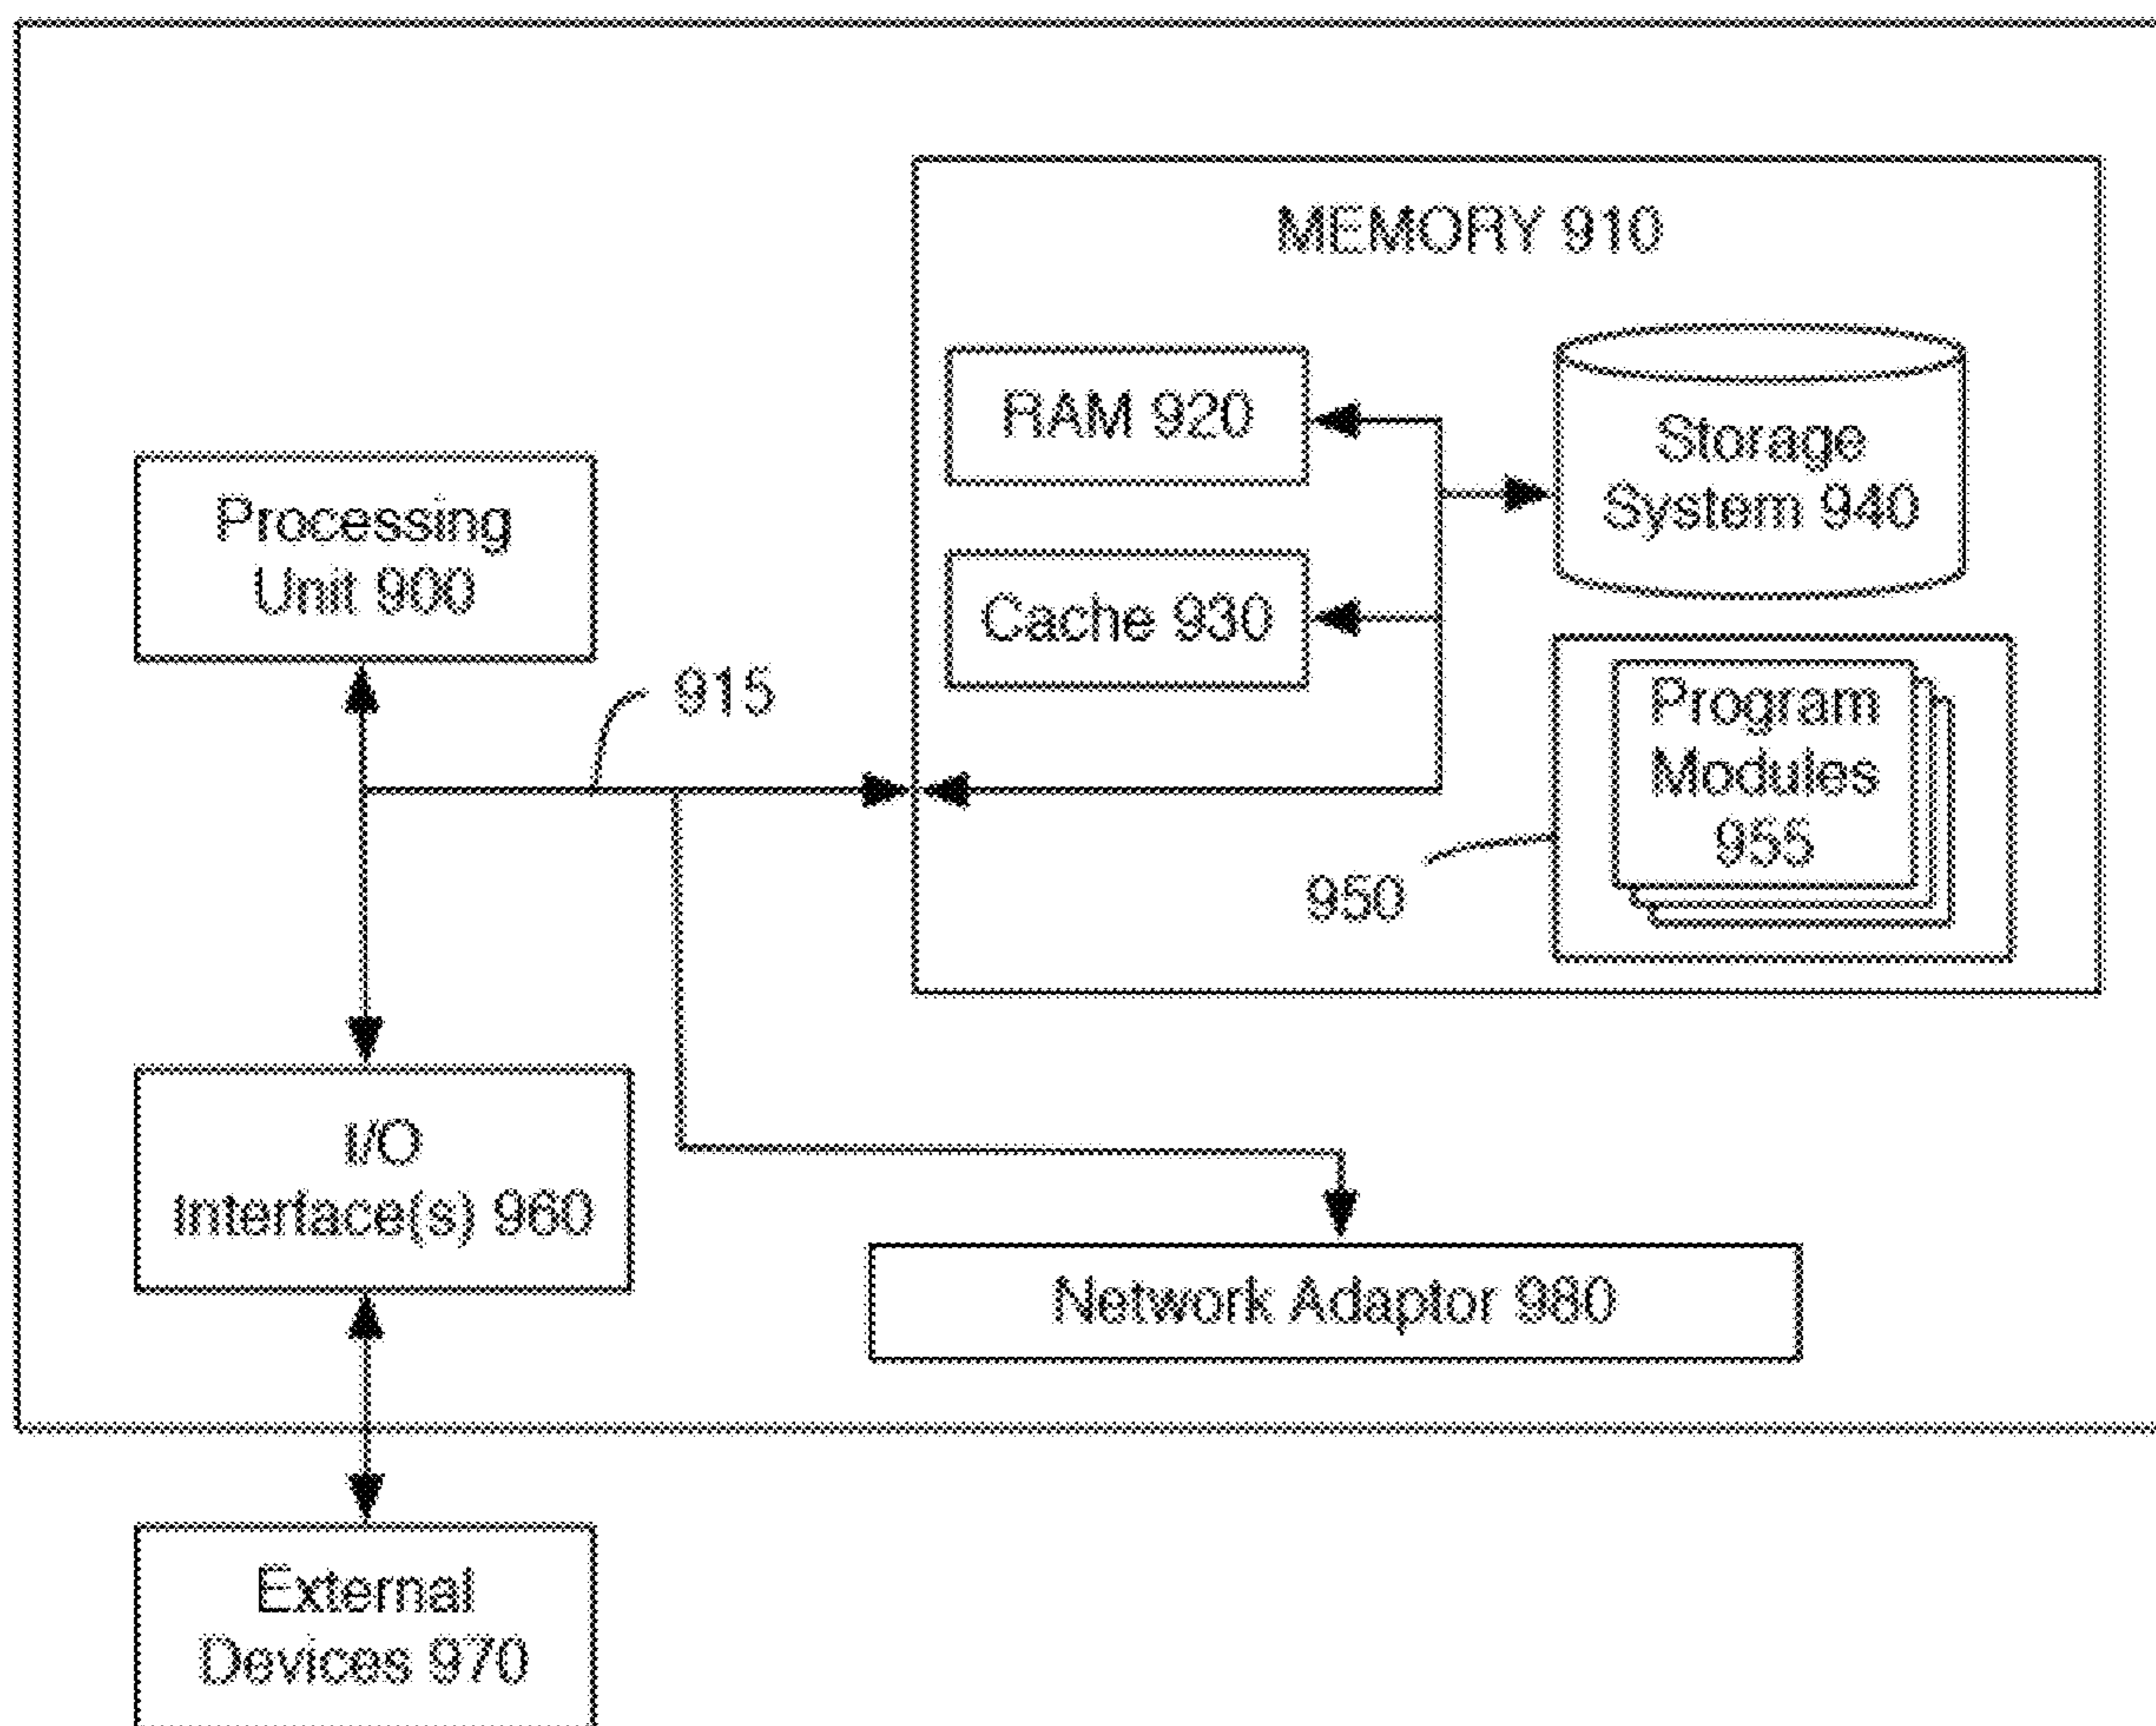 MEMORY 910
RAM 920
Storage
System 940
Processing
Unit 900
Cache 930
915
Program
Modules
955
950
I/O
Interface(s) 960
Network Adaptor 980
External
Devices 970